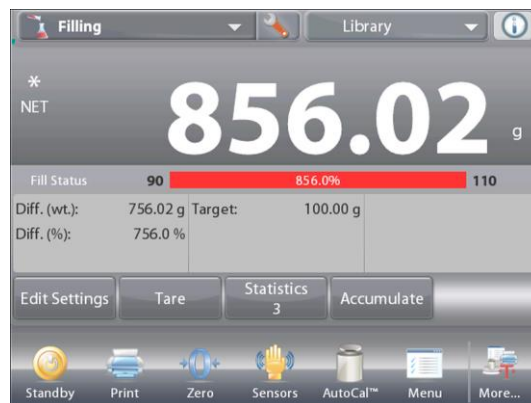 Filling
Library
*
NET
856.02 g
Fill Status 90 856.0% 110
Diff. (wt.): 756.02 g Target: 100.00 g
Diff. (%): 756.0 %
Edit Settings
Tare
Statistics
3
Accumulate
Standby
Print
Zero
Sensors
AutoCal™
Menu
More...